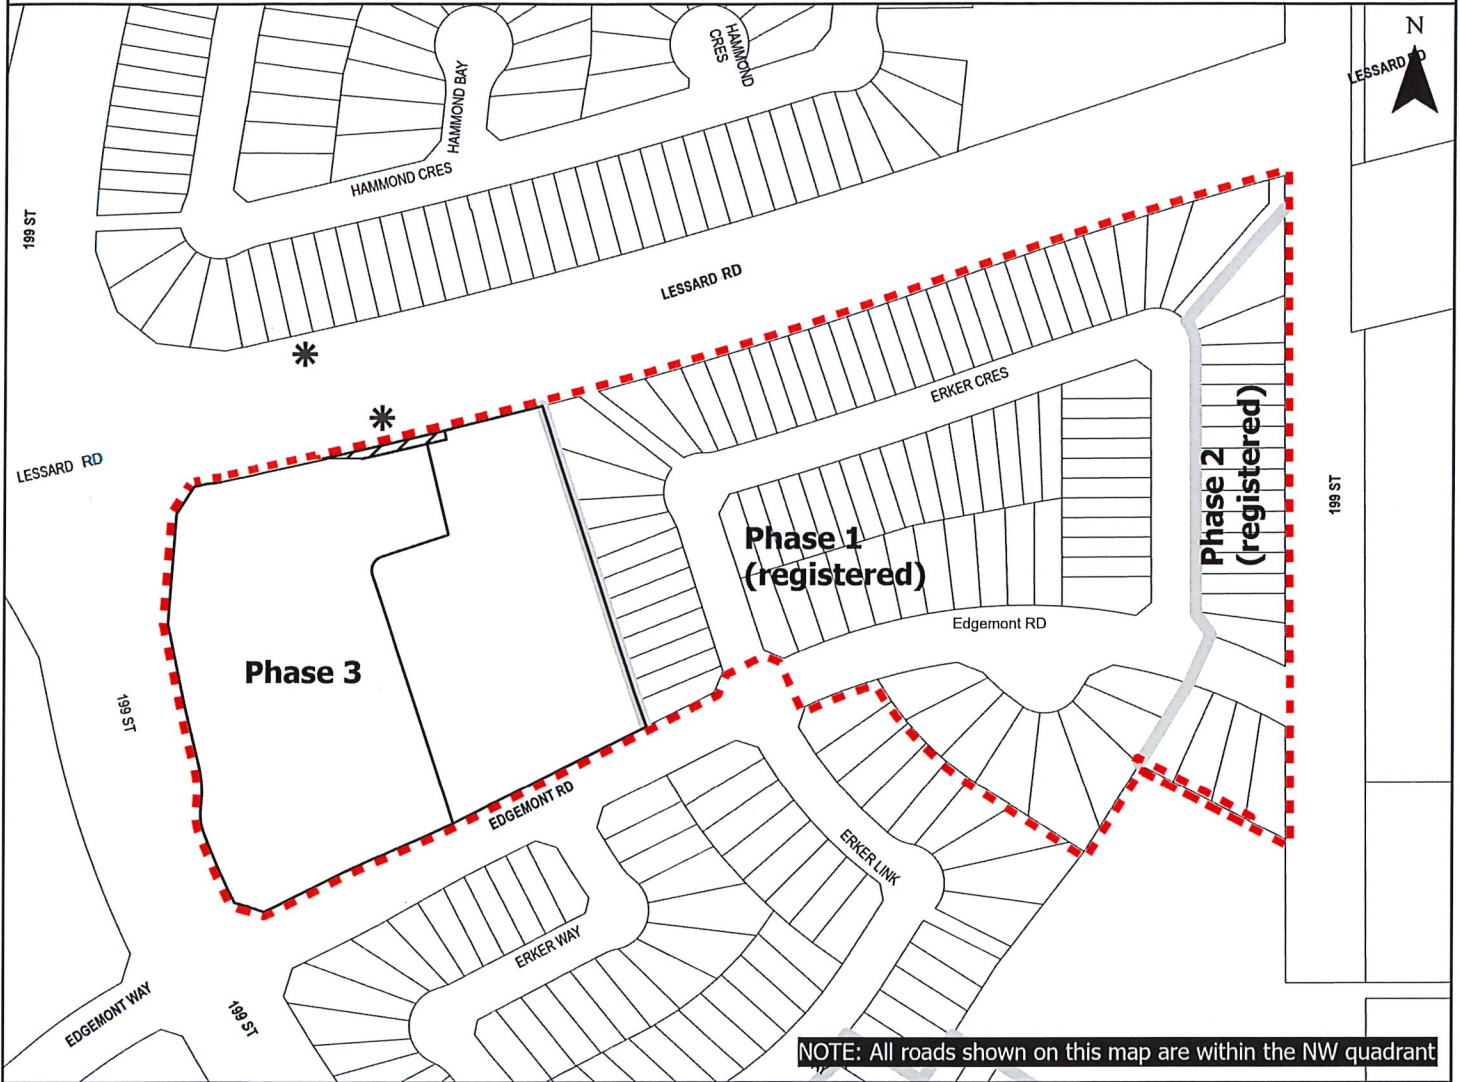 N
LESSARD RD
HAMMOND
CRES
HAMMOND BAY
HAMMOND CRES
199 ST
LESSARD RD
ERKER CRES
LESSARD RD
Phase 1
(registered)
Phase 2
(registered)
199 ST
Edgemont RD
Phase 3
199 ST
EDGEMONT RD
ERKER LINK
ERKER WAY
EDGEMONT WAY
199 ST
NOTE: All roads shown on this map are within the NW quadrant